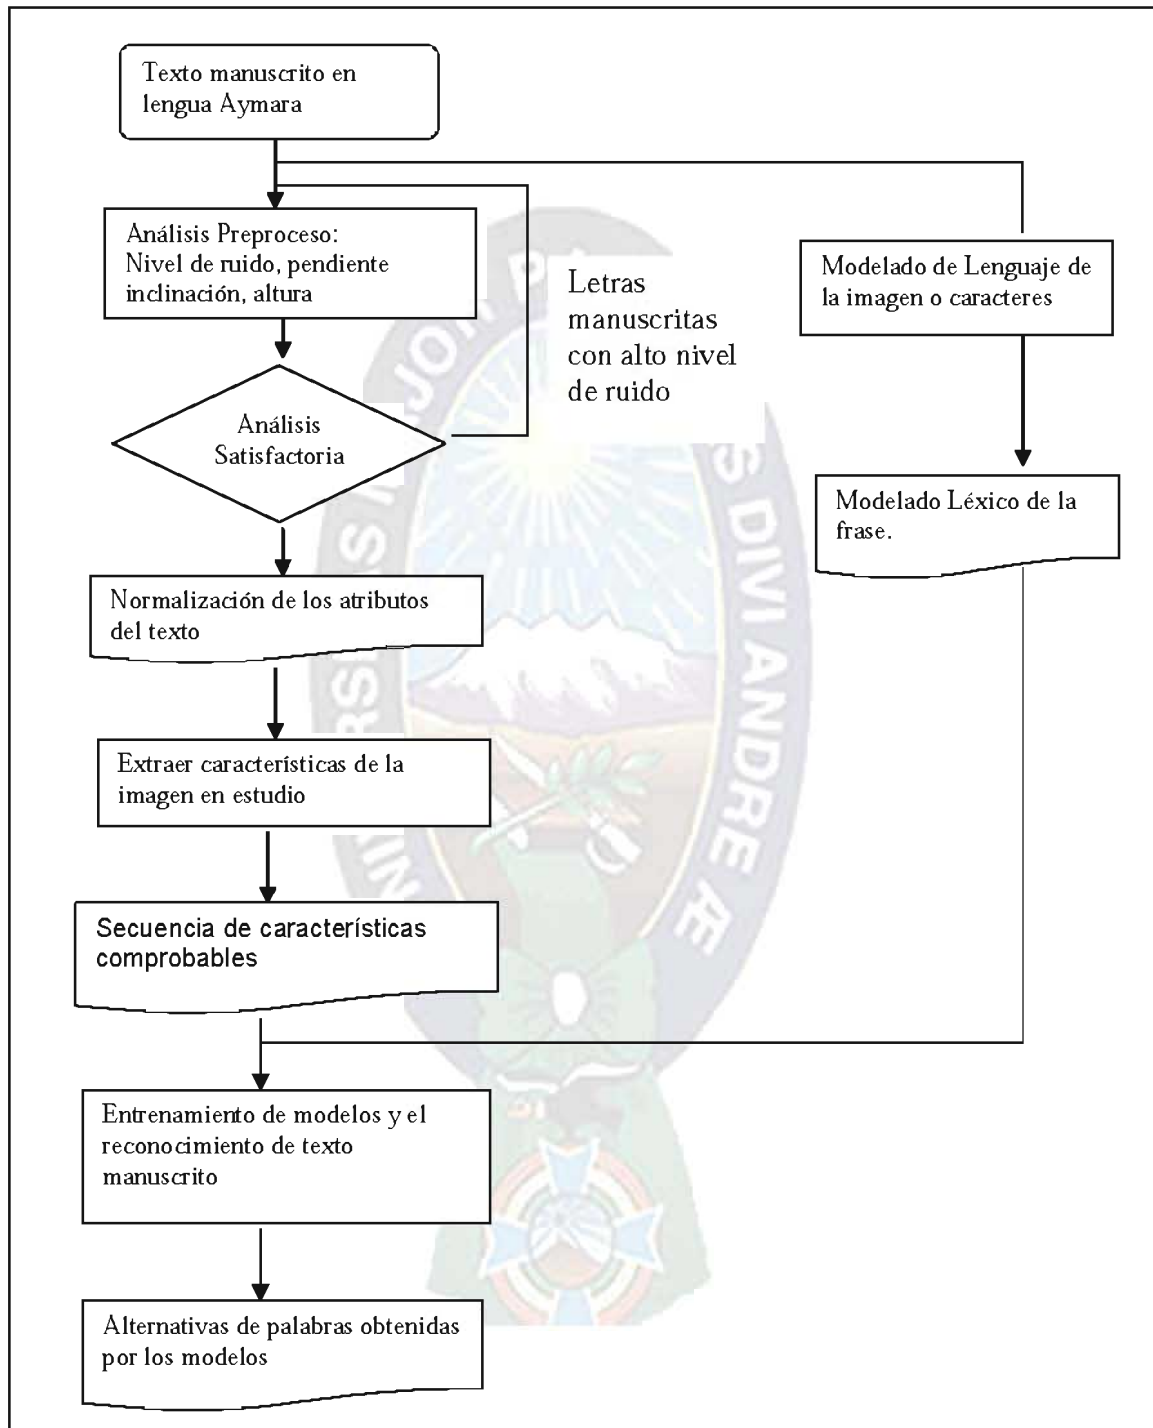 Texto manuscrito en
lengua Aymara
Análisis Preproceso:
Nivel de ruido, pendiente
inclinación, altura
Letras
manuscritas
con alto nivel
de ruido
Modelado de Lenguaje de
la imagen o caracteres
Análisis
Satisfactoria
Modelado Léxico de la
frase.
Normalización de los atributos
del texto
Extraer características de la
imagen en estudio
Secuencia de características
comprobables
Entrenamiento de modelos y el
reconocimiento de texto
manuscrito
Alternativas de palabras obtenidas
por los modelos
DIVI ANDRE Æ